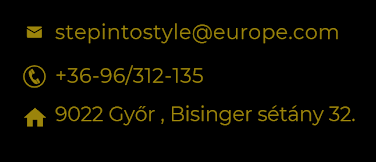 stepintostyle@europe.com
+36-96/312-135
9022 Győr , Bisinger sétány 32.